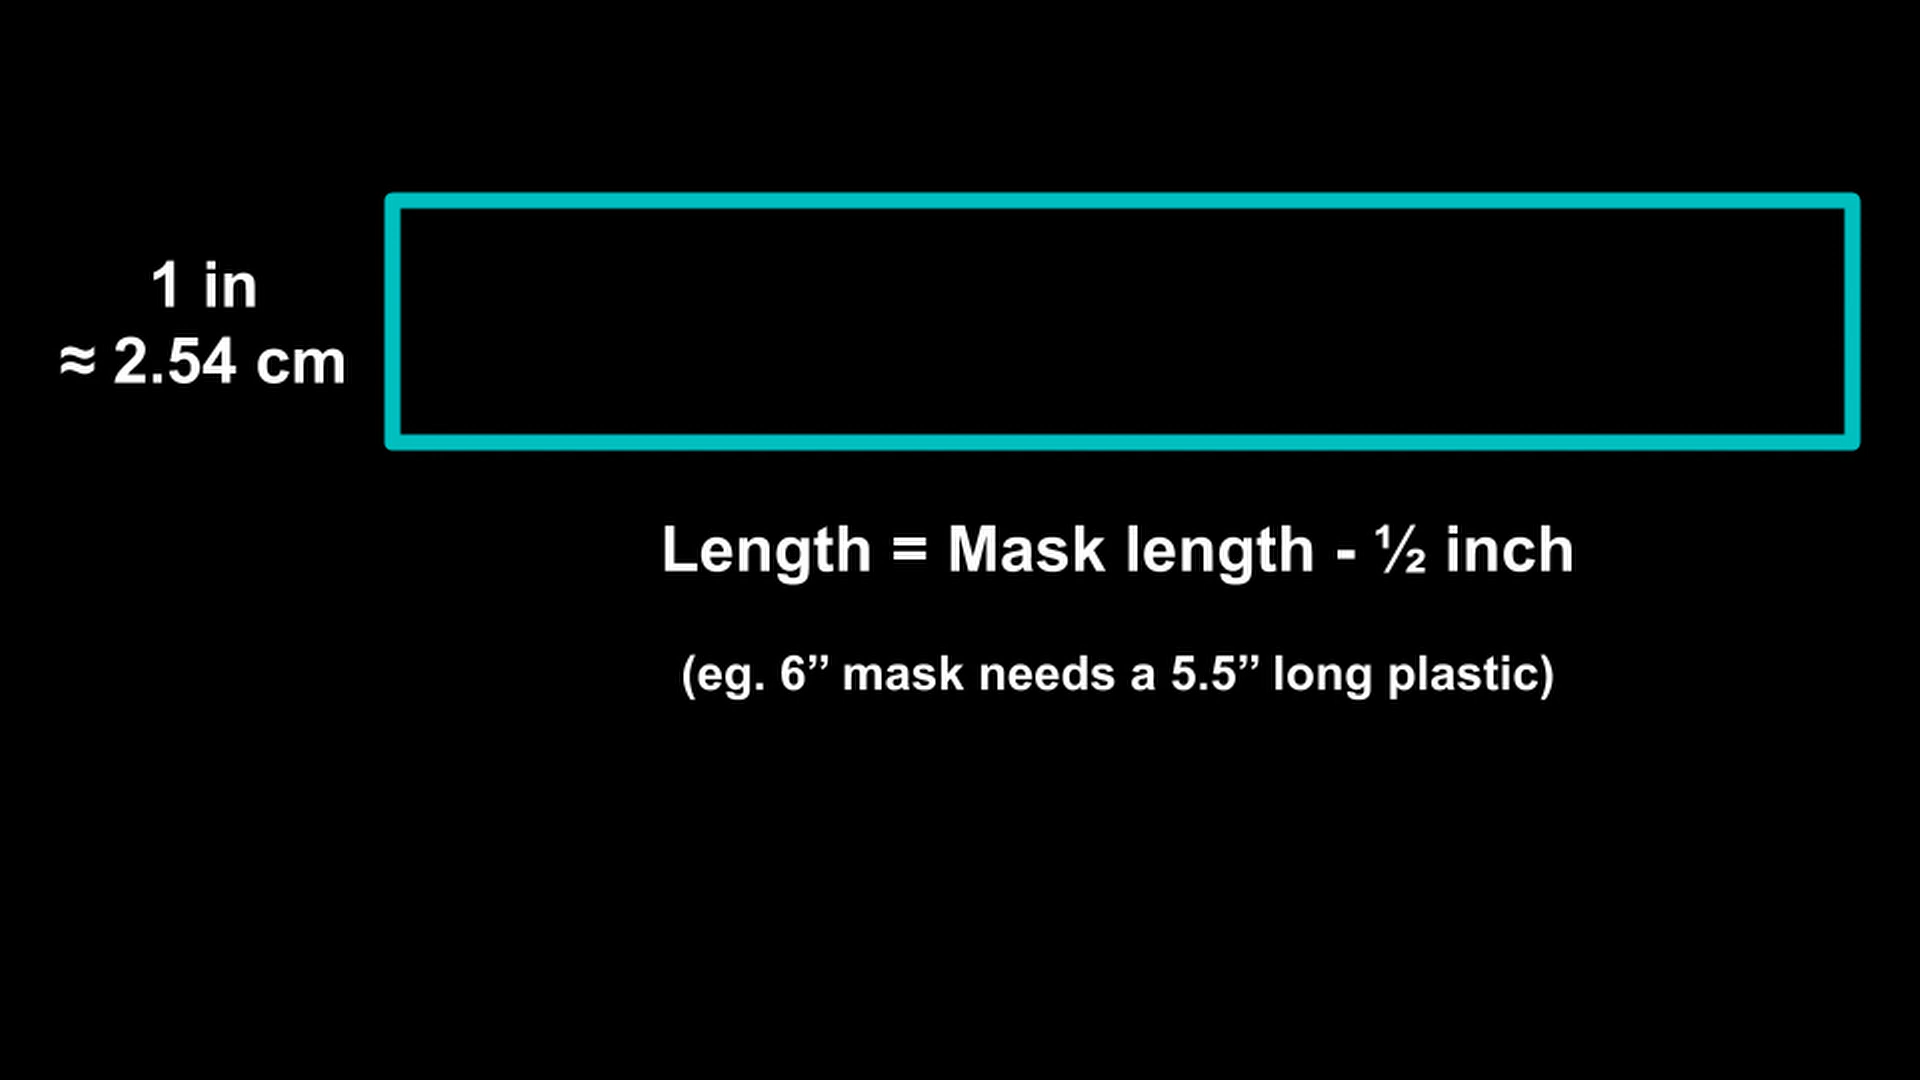 1 in
≈ 2.54 cm
Length = Mask length - ½ inch
(eg. 6’’ mask needs a 5.5’’ long plastic)